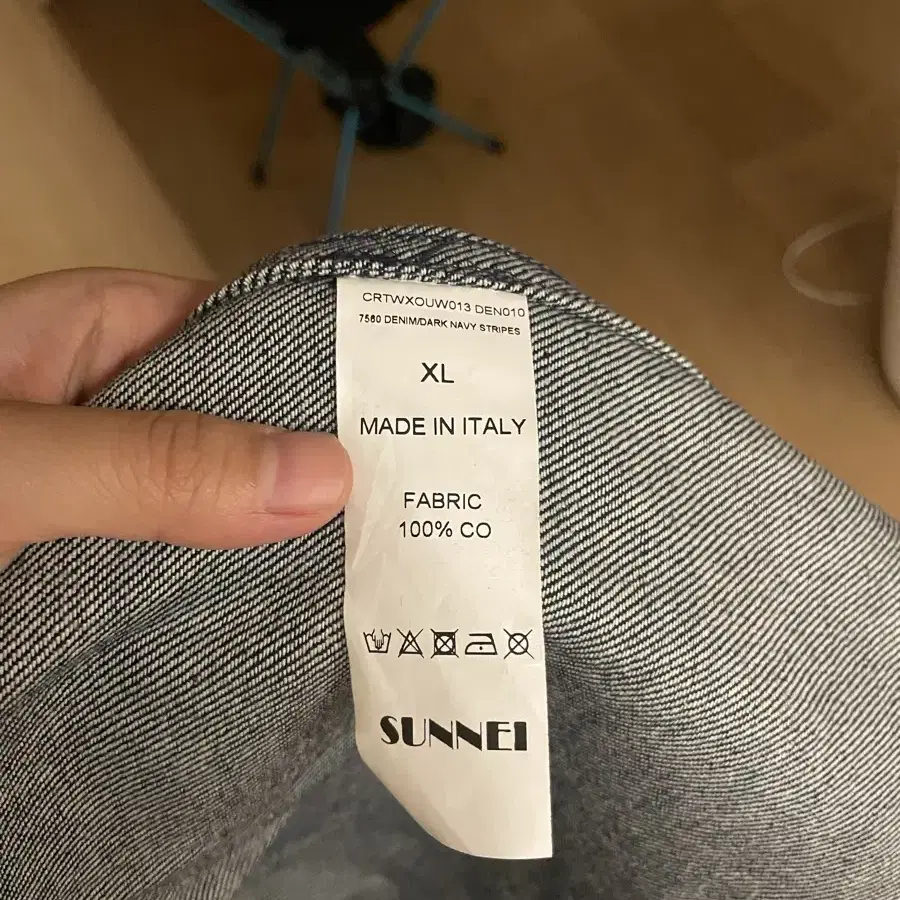 CRTWXOUW013 DEN010
7560 DENIM/DARK NAVY STRIPES
XL
MADE IN ITALY
FABRIC
100% CO
SUNNEI